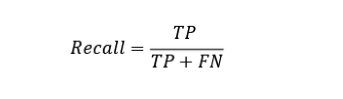 Recall = TP / TP + FN